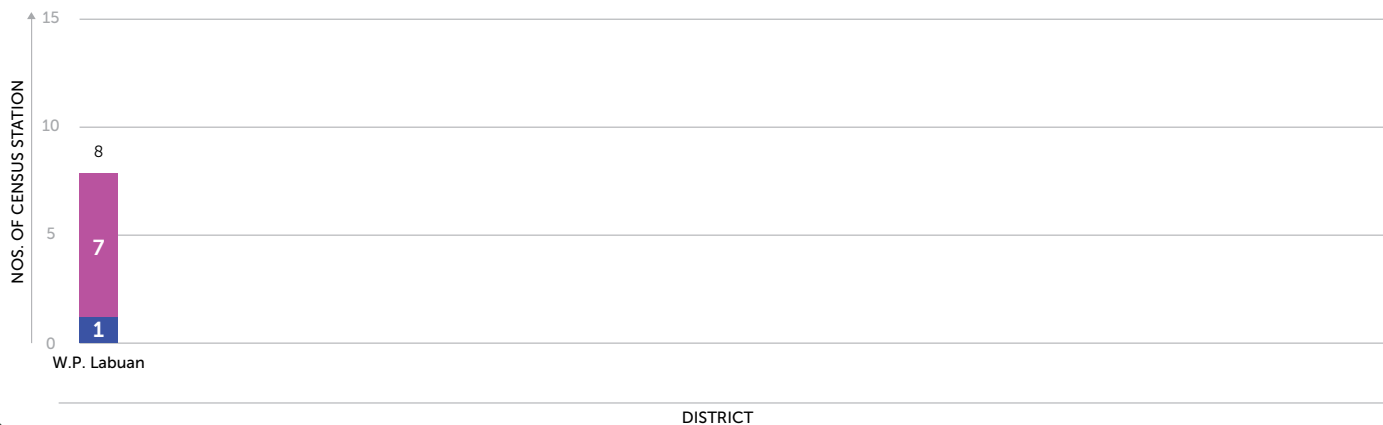 NOS. OF CENSUS STATION
15
10
8
5
7
1
0
W.P. Labuan
DISTRICT